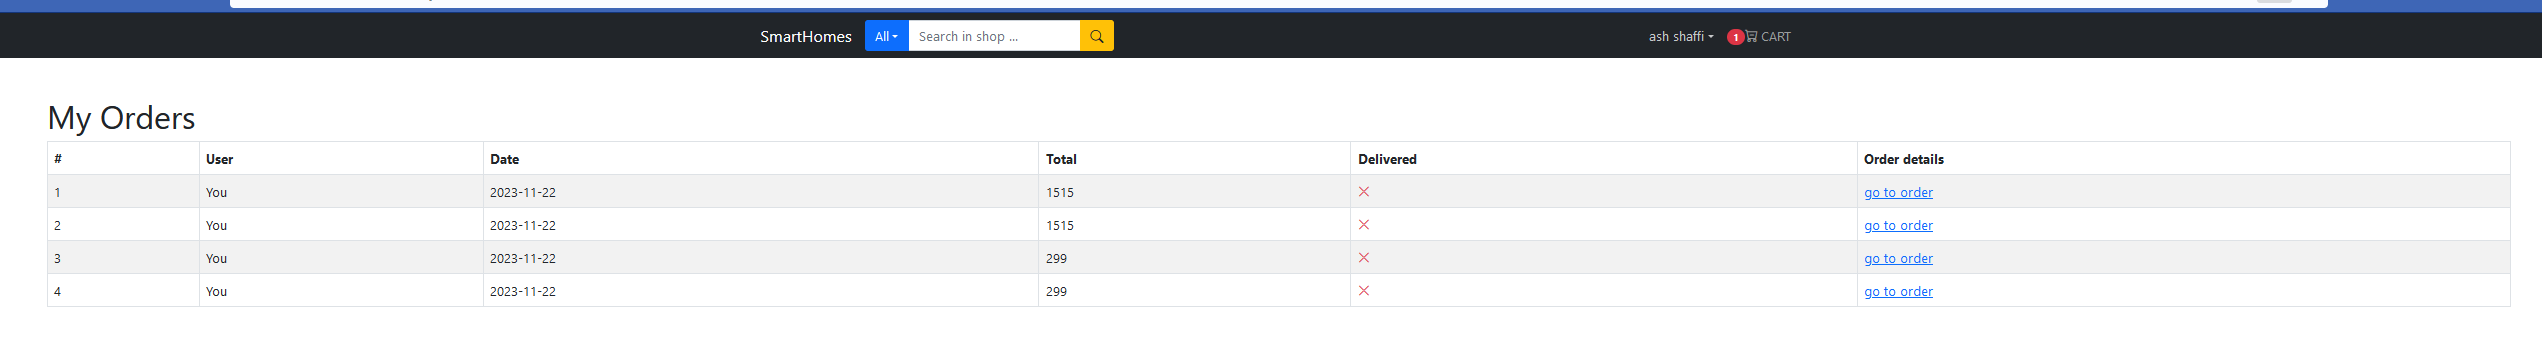 SmartHomes All Search in shop ... ash shaffi 1 CART
My Orders
# User Date Total Delivered Order details
1 You 2023-11-22 1515 go to order
2 You 2023-11-22 1515 go to order
3 You 2023-11-22 299 go to order
4 You 2023-11-22 299 go to order